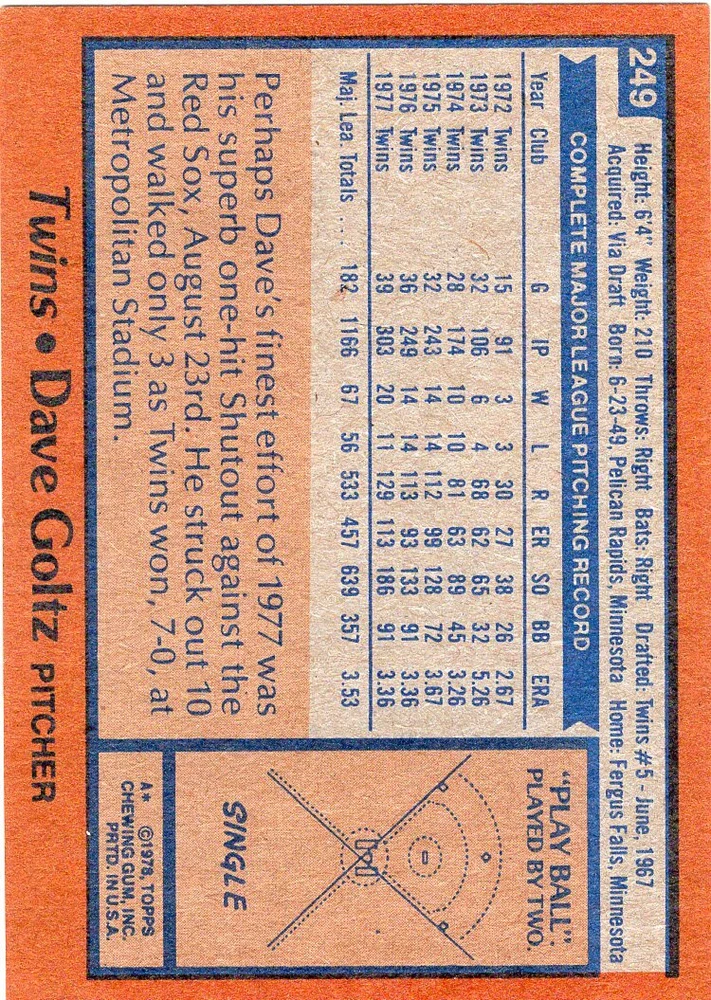 249
Height: 6'4" Weight: 210 Throws: Right Bats: Right Drafted: Twins #5 - June, 1967
Acquired: Via Draft Born: 6-23-49, Pelican Rapids, Minnesota Home: Fergus Falls, Minnesota
COMPLETE MAJOR LEAGUE PITCHING RECORD
Year Club G IP W L R ER SO BB ERA
1972 Twins 15 91 3 3 30 27 38 26 2.67
1973 Twins 32 106 6 4 68 62 65 32 5.26
1974 Twins 28 174 10 10 81 63 89 45 3.26
1975 Twins 32 243 14 14 112 99 128 72 3.67
1976 Twins 36 249 14 14 113 93 133 91 3.36
1977 Twins 39 303 20 11 129 113 186 91 3.36
Maj. Lea. Totals ... 182 1166 67 56 533 457 639 357 3.53
Perhaps Dave's finest effort of 1977 was
his superb one-hit Shutout against the
Red Sox, August 23rd. He struck out 10
and walked only 3 as Twins won, 7-0, at
Metropolitan Stadium.
"PLAY BALL":
PLAYED BY TWO.
SINGLE
A* ©1978, TOPPS
CHEWING GUM, INC.
PRTD. IN U.S.A.
Twins • Dave Goltz PITCHER